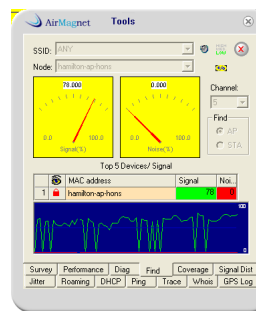 AirMagnet Tools
SSID: ANY
Node: hamilton-ap-hons
78.000
0.0 100.0
Signal(%)
0.000
0.0 100.0
Noise(%)
Channel:
5
Find
AP
STA
Top 5 Devices/ Signal
MAC address Signal Noi...
1 hamilton-ap-hons 78 0
100
0
Survey Performance Diag Find Coverage Signal Dist
Jitter Roaming DHCP Ping Trace Whois GPS Log